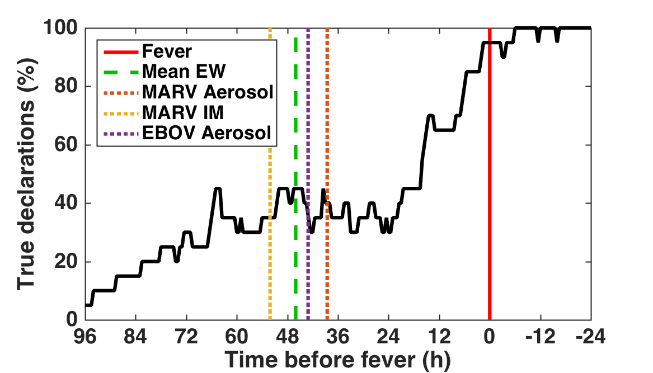 100
80
60
40
20
0
True declarations (%)
Fever
Mean EW
MARV Aerosol
MARV IM
EBOV Aerosol
96 84 72 60 48 36 24 12 0 -12 -24
Time before fever (h)